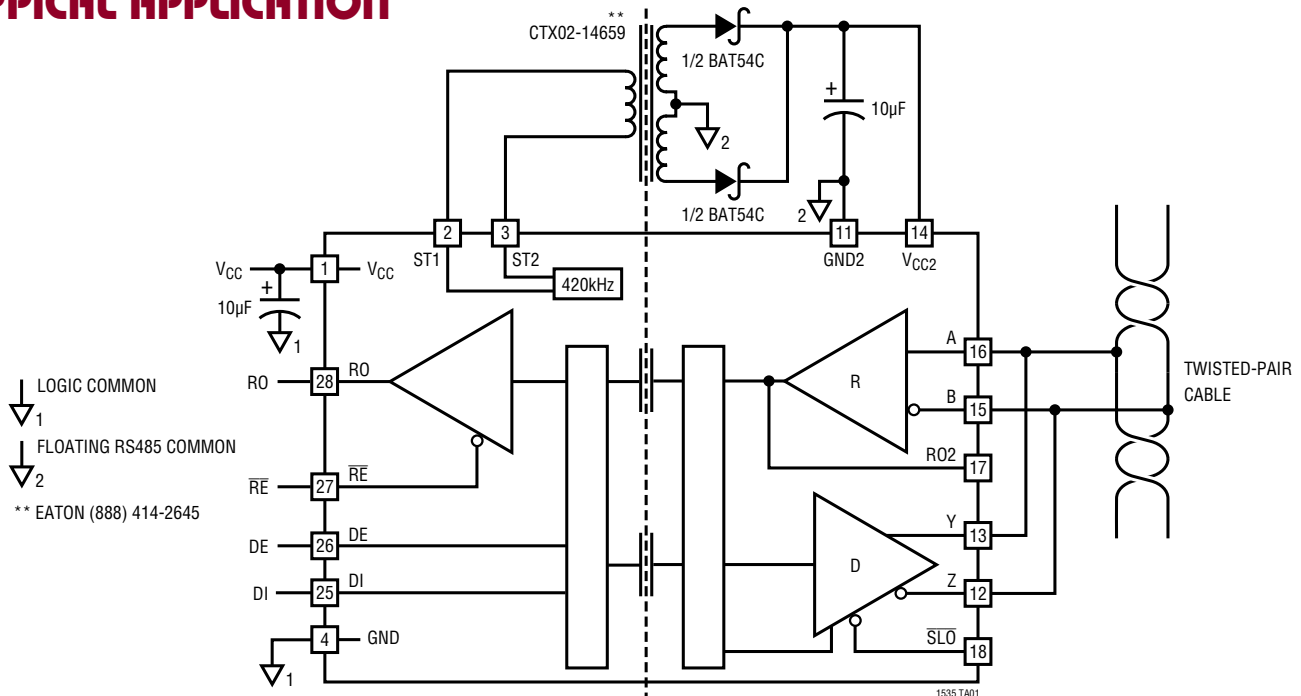 TYPICAL APPLICATION
**
CTX02-14659
1/2 BAT54C
+
10µF
2
1/2 BAT54C
2
2
3
11
14
ST1
ST2
GND2
VCC2
VCC
1
VCC
420kHz
+
10µF
1
A
16
RO
28
RO
R
TWISTED-PAIR
CABLE
LOGIC COMMON
1
B
15
FLOATING RS485 COMMON
2
RO2
17
RE
27
RE
** EATON (888) 414-2645
Y
13
DE
26
DE
D
DI
25
DI
Z
12
4
GND
SLO
18
1
1535 TA01